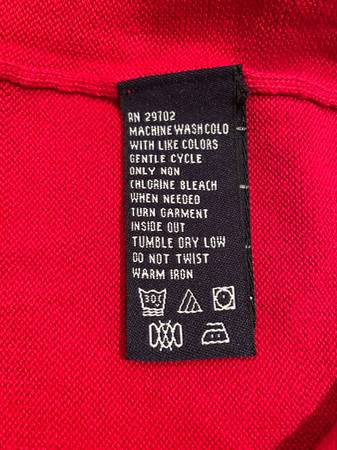 RN 29702
MACHINE WASH COLD
WITH LIKE COLORS
GENTLE CYCLE
ONLY NON
CHLORINE BLEACH
WHEN NEEDED
TURN GARMENT
INSIDE OUT
TUMBLE DRY LOW
DO NOT TWIST
WARM IRON
30